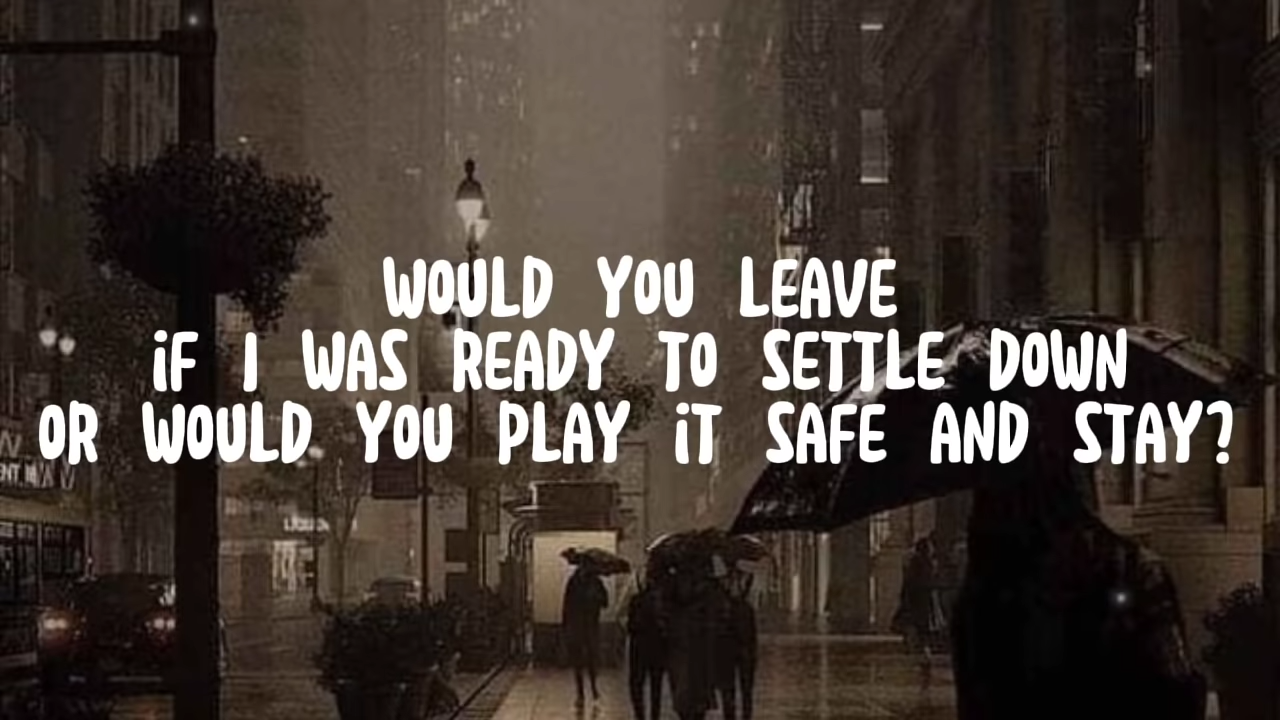 WOULD YOU LEAVE
iF I WAS READY TO SETTLE DOWN
OR WOULD YOU PLAY iT SAFE AND STAY?